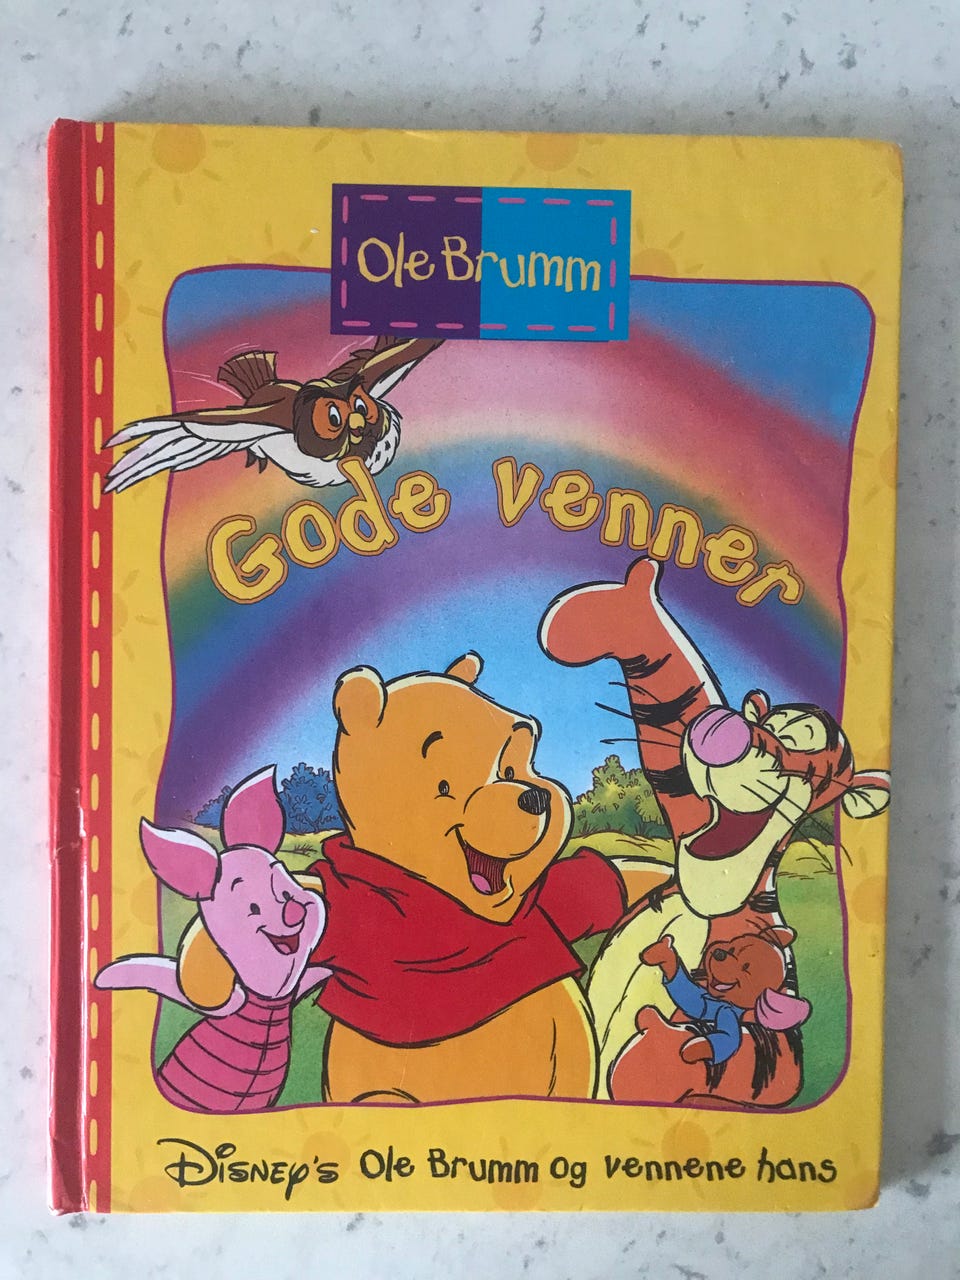 Ole Brumm
Gode venner
Disney's Ole Brumm og vennene hans